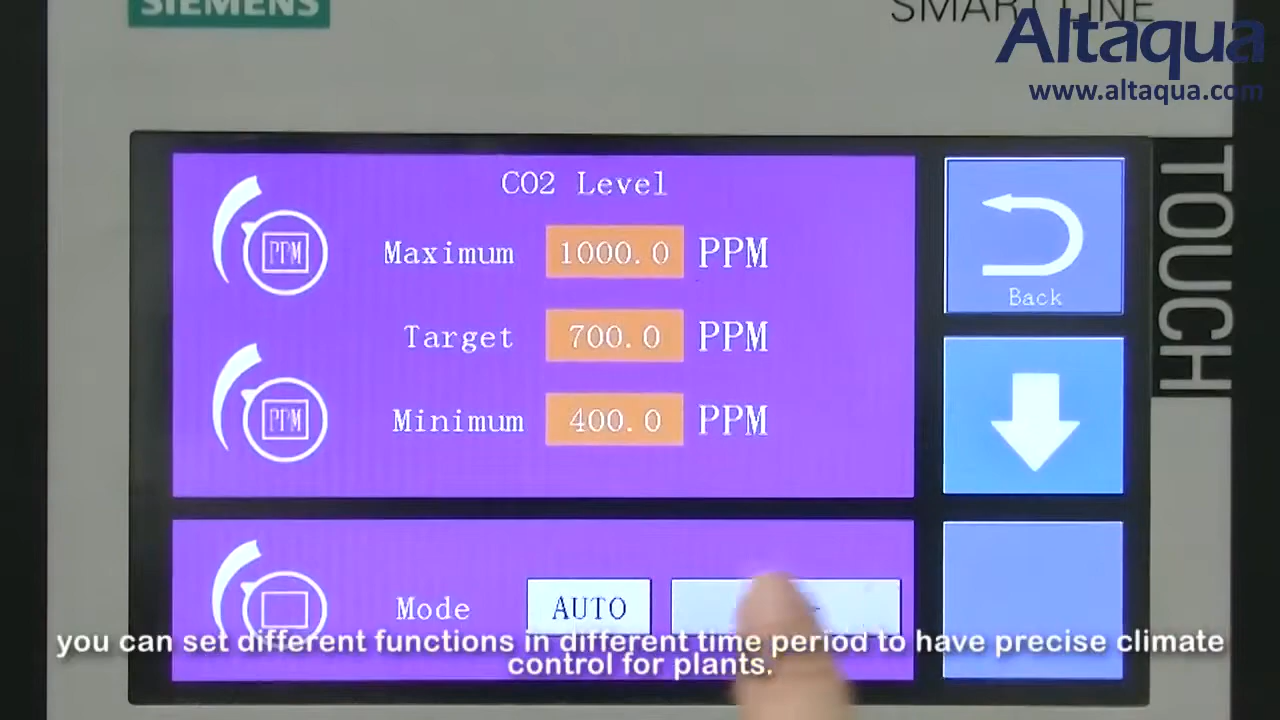 SIEMENS
SMART LINE
Altaqua
www.altaqua.com
TOUCH
CO2 Level
PPM
Maximum 1000.0 PPM
Target 700.0 PPM
PPM
Minimum 400.0 PPM
Back
Mode AUTO
you can set different functions in different time period to have precise climate
control for plants.